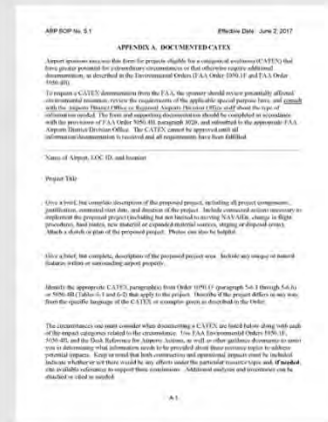 ARP SOP No. 5.1 Effective Date: June 2, 2017
APPENDIX A. DOCUMENTED CATEX
Airport sponsors may use this form for projects eligible for a categorical exclusion (CATEX) that
have greater potential for extraordinary circumstances or that otherwise require additional
documentation, as described in the Environmental Orders (FAA Order 1050.1F and FAA Order
5050.4B).
To request a CATEX determination from the FAA, the sponsor should review potentially affected
environmental resources, review the requirements of the applicable special purpose laws, and consult
with the Airports District Office or Regional Airports Division Office staff about the type of
information needed. The form and supporting documentation should be completed in accordance
with the provisions of FAA Order 5050.4B, paragraph 302b, and submitted to the appropriate FAA
Airports District/Division Office. The CATEX cannot be approved until all
information/documentation is received and all requirements have been fulfilled.
Name of Airport, LOC ID, and location
Project Title
Give a brief, but complete description of the proposed project, including all project components,
justification, estimated start date, and duration of the project. Include connected actions necessary to
implement the proposed project (including but not limited to moving NAVAIDs, change in flight
procedures, haul routes, new material or expanded material sources, staging or disposal areas).
Attach a sketch or plan of the proposed project. Photos can also be helpful.
Give a brief, but complete, description of the proposed project area. Include any unique or natural
features within or surrounding airport property.
Identify the appropriate CATEX paragraph(s) from Order 1050.1F (paragraph 5-6.1 through 5-6.6)
or 5050.4B (Tables 6-1 and 6-2) that apply to the project. Describe if the project differs in any way
from the specific language of the CATEX or examples given as described in the Order.
The circumstances one must consider when documenting a CATEX are listed below along with each
of the impact categories related to the circumstance. Use FAA Environmental Orders 1050.1F,
5050.4B, and the Desk Reference for Airports Actions, as well as other guidance documents to assist
you in determining what information needs to be provided about these resource topics to address
potential impacts. Keep in mind that both construction and operational impacts must be included.
Indicate whether or not there would be any effects under the particular resource topic and, if needed,
cite available references to support these conclusions. Additional analyses and inventories can be
attached or cited as needed.
A-1